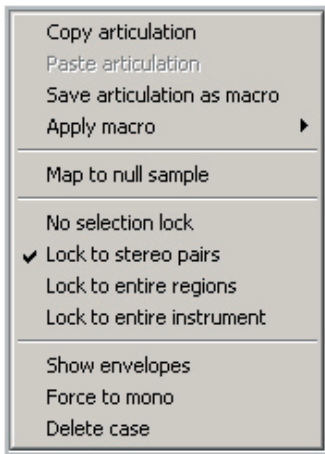 Copy articulation
Paste articulation
Save articulation as macro
Apply macro
Map to null sample
No selection lock
Lock to stereo pairs
Lock to entire regions
Lock to entire instrument
Show envelopes
Force to mono
Delete case